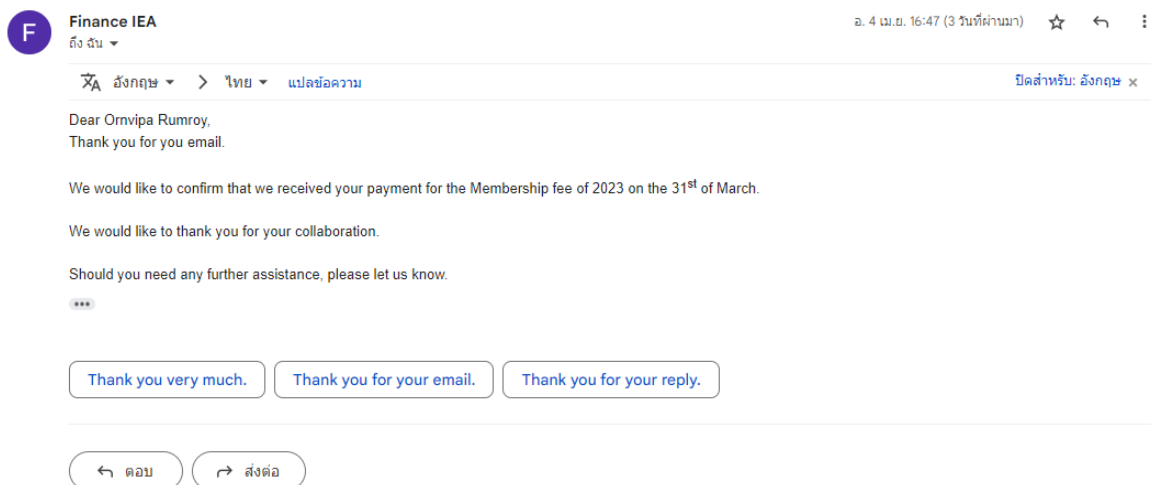 F
Finance IEA
อ. 4 เม.ย. 16:47 (3 วันที่ผ่านมา)
ถึง ฉัน
อังกฤษ > ไทย แปลข้อความ ปิดสำหรับ: อังกฤษ ×
Dear Ornvipa Rumroy,
Thank you for you email.
We would like to confirm that we received your payment for the Membership fee of 2023 on the 31st of March.
We would like to thank you for your collaboration.
Should you need any further assistance, please let us know.
Thank you very much. Thank you for your email. Thank you for your reply.
ตอบ ส่งต่อ